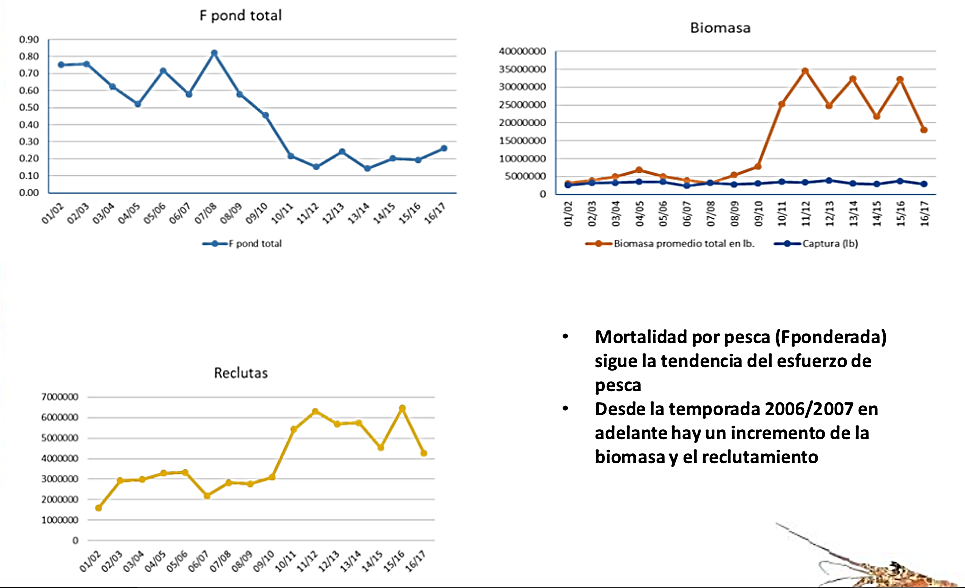 F pond total
0.90
0.80
0.70
0.60
0.50
0.40
0.30
0.20
0.10
0.00
01/02 02/03 03/04 04/05 05/06 06/07 07/08 08/09 09/10 10/11 11/12 12/13 13/14 14/15 15/16 16/17
F pond total
Biomasa
40000000
35000000
30000000
25000000
20000000
15000000
10000000
5000000
0
01/02 02/03 03/04 04/05 05/06 06/07 07/08 08/09 09/10 10/11 11/12 12/13 13/14 14/15 15/16 16/17
Biomasa promedio total en lb. Captura (lb)
Reclutas
7000000
6000000
5000000
4000000
3000000
2000000
1000000
0
01/02 02/03 03/04 04/05 05/06 06/07 07/08 08/09 09/10 10/11 11/12 12/13 13/14 14/15 15/16 16/17
• Mortalidad por pesca (Fponderada)
sigue la tendencia del esfuerzo de
pesca
• Desde la temporada 2006/2007 en
adelante hay un incremento de la
biomasa y el reclutamiento
3